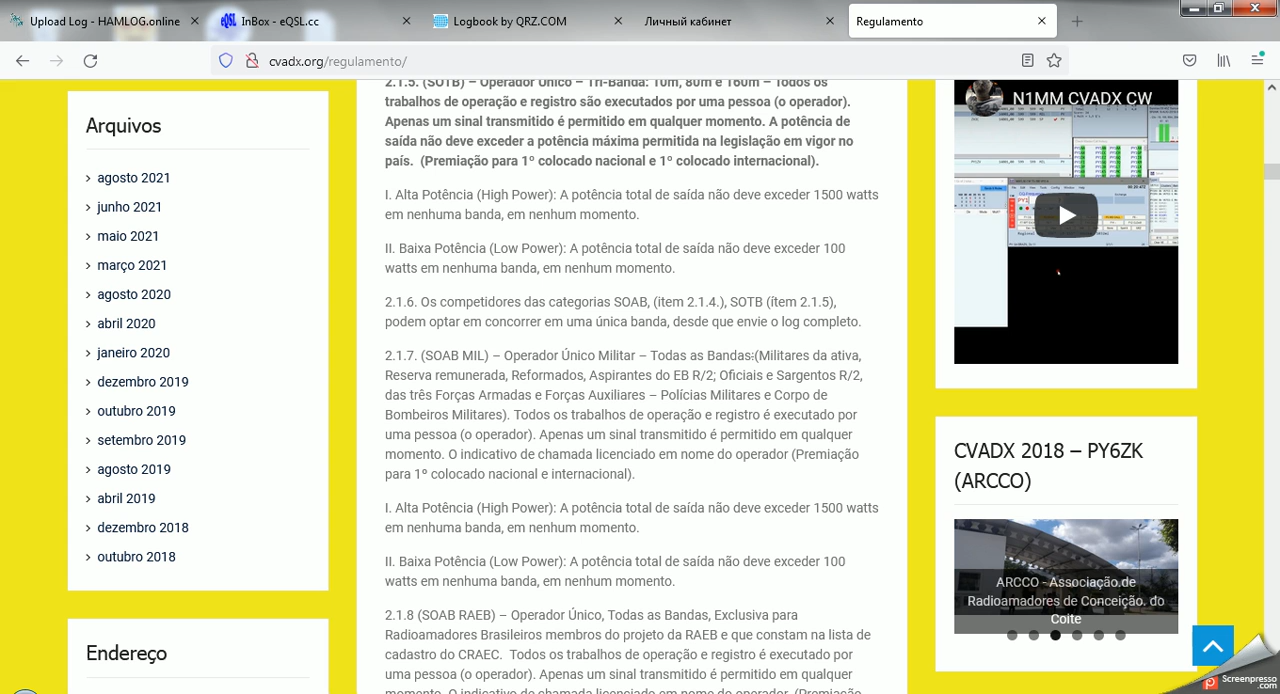 Upload Log - HAMLOG.online
InBox - eQSL.cc
Logbook by QRZ.COM
Личный кабинет
Regulamento
cvadx.org/regulamento/
Arquivos
agosto 2021
junho 2021
maio 2021
março 2021
agosto 2020
abril 2020
janeiro 2020
dezembro 2019
outubro 2019
setembro 2019
agosto 2019
abril 2019
dezembro 2018
outubro 2018
Endereço
2.1.5. (SOTB) – Operador Único – Tri-Banda: 10m, 80m e 160m – Todos os
trabalhos de operação e registro são executados por uma pessoa (o operador).
Apenas um sinal transmitido é permitido em qualquer momento. A potência de
saída não deve exceder a potência máxima permitida na legislação em vigor no
país. (Premiação para 1º colocado nacional e 1º colocado internacional).
I. Alta Potência (High Power): A potência total de saída não deve exceder 1500 watts
em nenhuma banda, em nenhum momento.
II. Baixa Potência (Low Power): A potência total de saída não deve exceder 100
watts em nenhuma banda, em nenhum momento.
2.1.6. Os competidores das categorias SOAB, (item 2.1.4.), SOTB (ítem 2.1.5),
podem optar em concorrer em uma única banda, desde que envie o log completo.
2.1.7. (SOAB MIL) – Operador Único Militar – Todas as Bandas:(Militares da ativa,
Reserva remunerada, Reformados, Aspirantes do EB R/2; Oficiais e Sargentos R/2,
das três Forças Armadas e Forças Auxiliares – Polícias Militares e Corpo de
Bombeiros Militares). Todos os trabalhos de operação e registro é executado por
uma pessoa (o operador). Apenas um sinal transmitido é permitido em qualquer
momento. O indicativo de chamada licenciado em nome do operador (Premiação
para 1º colocado nacional e internacional).
I. Alta Potência (High Power): A potência total de saída não deve exceder 1500 watts
em nenhuma banda, em nenhum momento.
II. Baixa Potência (Low Power): A potência total de saída não deve exceder 100
watts em nenhuma banda, em nenhum momento.
2.1.8 (SOAB RAEB) – Operador Único, Todas as Bandas, Exclusiva para
Radioamadores Brasileiros membros do projeto da RAEB e que constam na lista de
cadastro do CRAEC. Todos os trabalhos de operação e registro é executado por
uma pessoa (o operador). Apenas um sinal transmitido é permitido em qualquer
momento. O indicativo de chamada licenciado em nome do operador. (Premiação
N1MM CVADX CW
CVADX 2018 – PY6ZK
(ARCCO)
ARCCO - Associação de
Radioamadores de Conceição. do
Coite
Screenpresso
.com